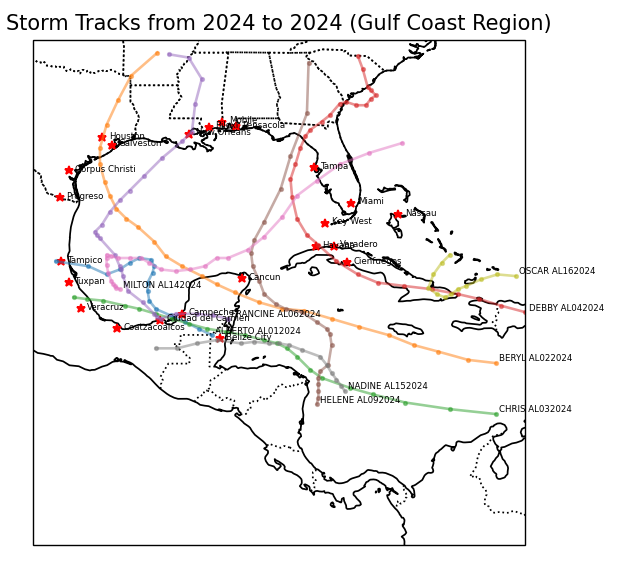 Storm Tracks from 2024 to 2024 (Gulf Coast Region)
Mobile
Pensacola
New Orleans
Houston
Galveston
Corpus Christi
Tampa
Progreso
Miami
Key West
Nassau
Havana
Varadero
Tampico
Cienfuegos
OSCAR AL162024
Cancun
Tuxpan
MILTON AL142024
Veracruz
Campeche
FRANCINE AL062024
DEBBY AL042024
Ciudad del Carmen
Coatzacoalcos
ALBERTO AL012024
Belize City
BERYL AL022024
NADINE AL152024
HELENE AL092024
CHRIS AL032024